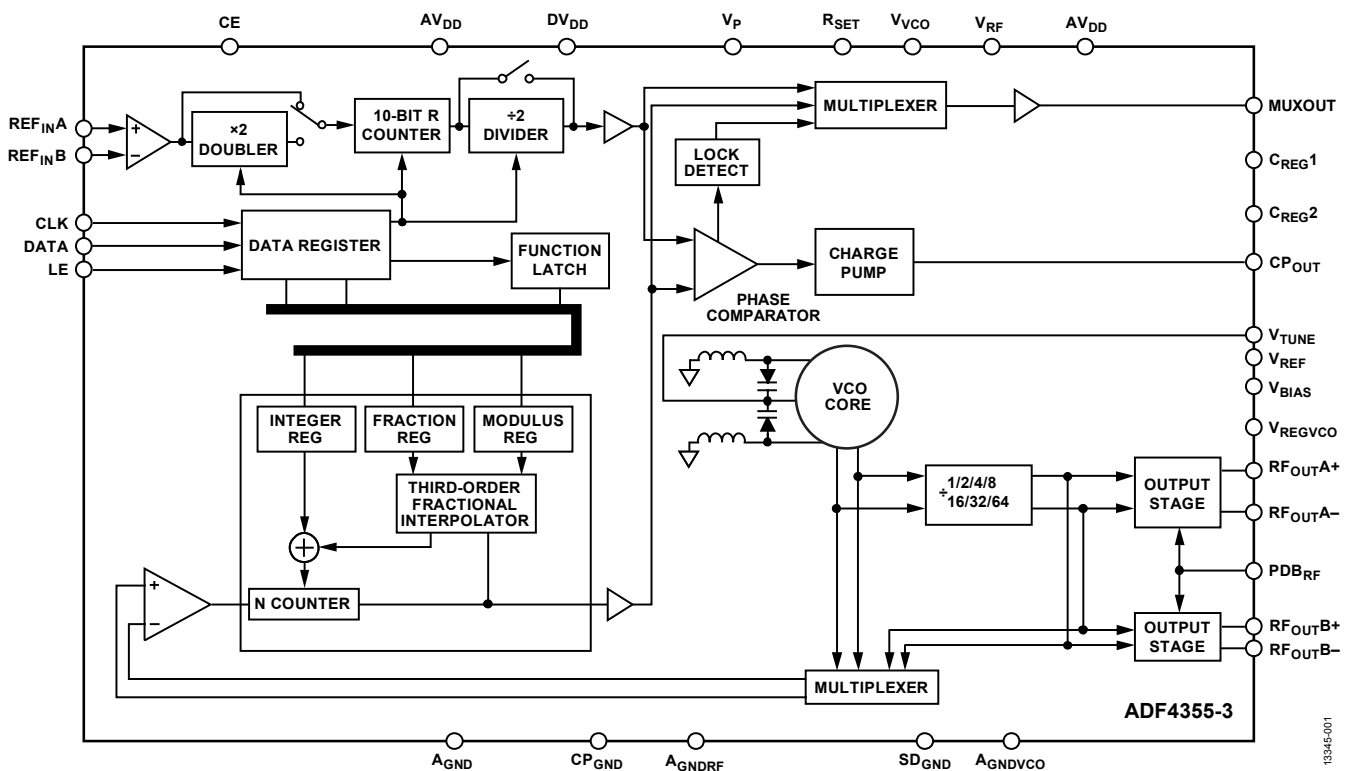 CE
AVDD
DVDD
VP
RSET
VVCO
VRF
AVDD
REFINA
REFINB
×2
DOUBLER
10-BIT R
COUNTER
÷2
DIVIDER
MULTIPLEXER
MUXOUT
LOCK
DETECT
CREG1
CREG2
CLK
DATA
LE
DATA REGISTER
FUNCTION
LATCH
CHARGE
PUMP
CPOUT
PHASE
COMPARATOR
VTUNE
VREF
VBIAS
VREGVCO
VCO
CORE
INTEGER
REG
FRACTION
REG
MODULUS
REG
THIRD-ORDER
FRACTIONAL
INTERPOLATOR
+
–
N COUNTER
÷1/2/4/8
16/32/64
OUTPUT
STAGE
RFOUTA+
RFOUTA–
PDBRF
OUTPUT
STAGE
RFOUTB+
RFOUTB–
MULTIPLEXER
ADF4355-3
AGND
CPGND
AGNDRF
SDGND
AGNDVCO
13345-001